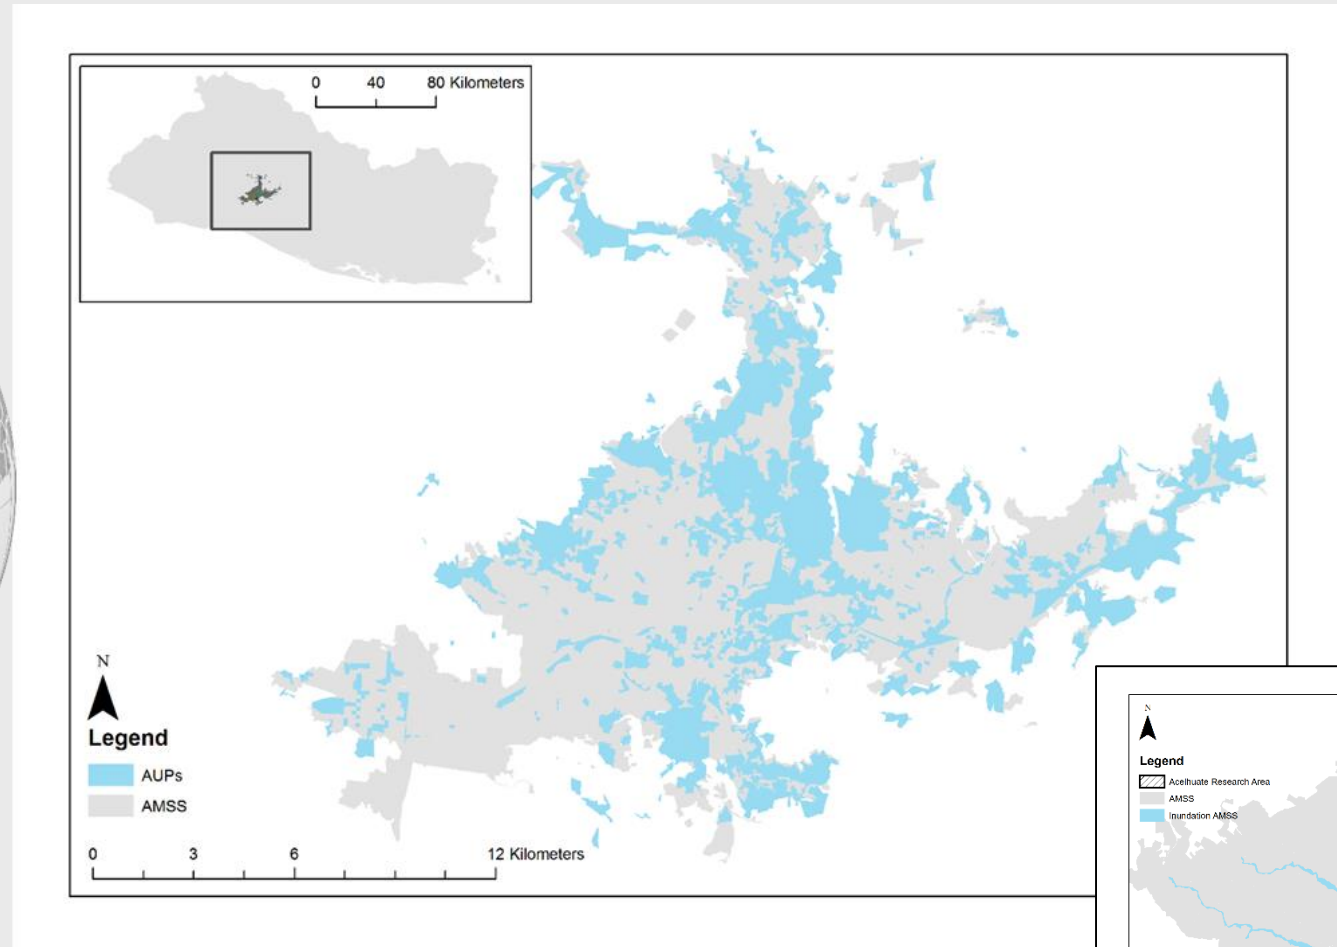 0 40 80 Kilometers
N
Legend
AUPs
AMSS
0 3 6 12 Kilometers
N
Legend
Acelhuate Research Area
AMSS
Inundation AMSS